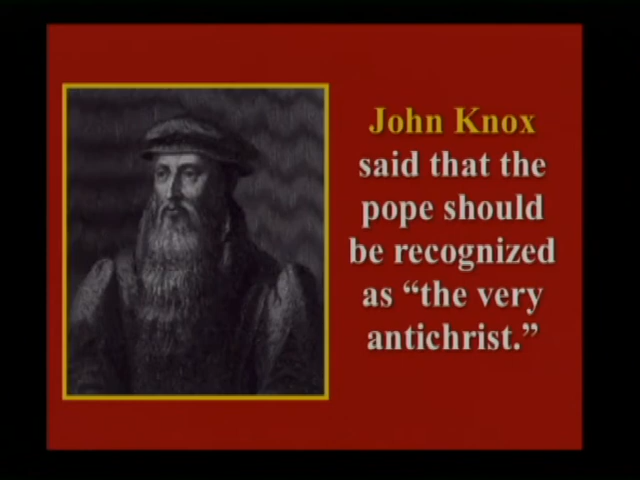 John Knox
said that the
pope should
be recognized
as “the very
antichrist.”